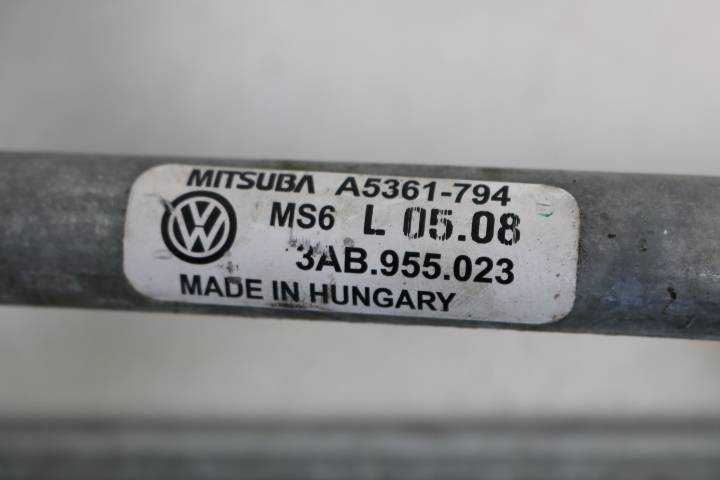 MITSUBA A5361-794
MS6 L 05.08
3AB.955.023
MADE IN HUNGARY